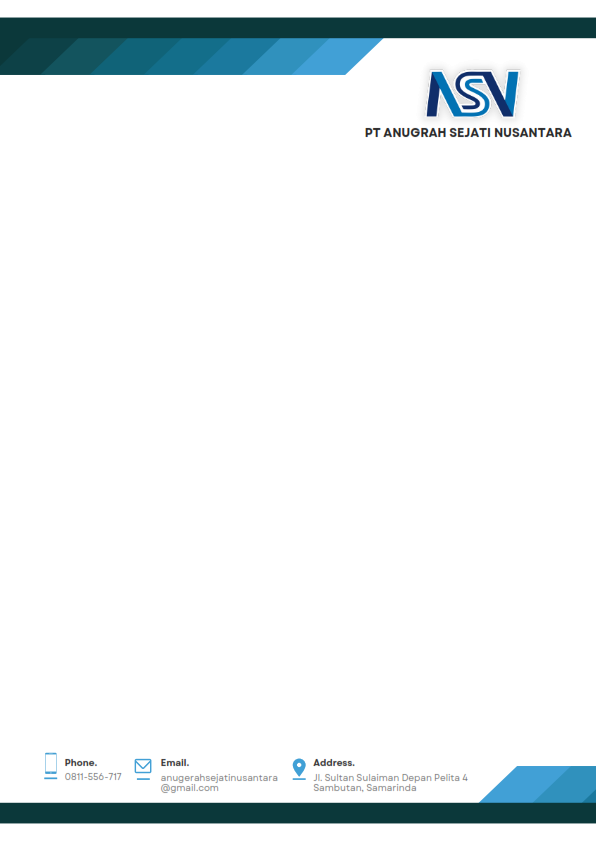 ASN
PT ANUGRAH SEJATI NUSANTARA
Phone.
0811-556-717
Email.
anugerahsejatinusantara
@gmail.com
Address.
Jl. Sultan Sulaiman Depan Pelita 4
Sambutan, Samarinda